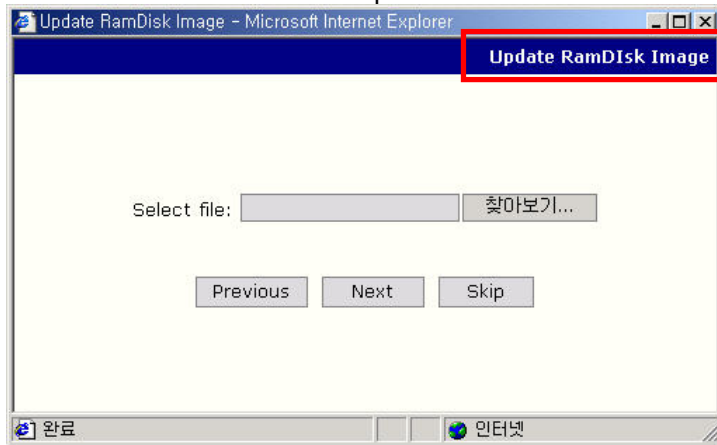 Update RamDisk Image - Microsoft Internet Explorer
Update RamDIsk Image
Select file: 찾아보기...
Previous Next Skip
완료 인터넷